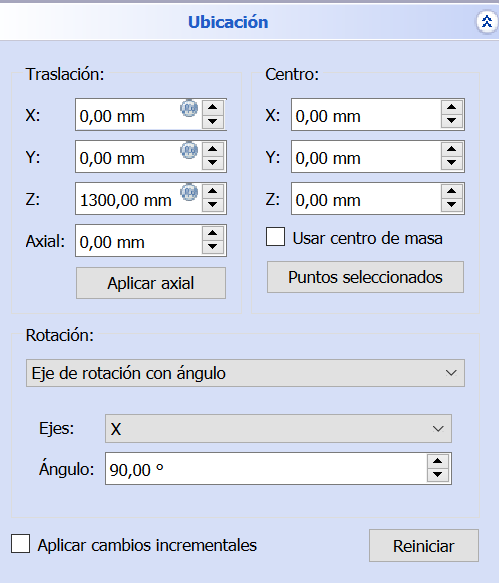 Ubicación
Traslación:
X: 0,00 mm
Y: 0,00 mm
Z: 1300,00 mm
Axial: 0,00 mm
Aplicar axial
Centro:
X: 0,00 mm
Y: 0,00 mm
Z: 0,00 mm
Usar centro de masa
Puntos seleccionados
Rotación:
Eje de rotación con ángulo
Ejes: X
Ángulo: 90,00 °
Aplicar cambios incrementales
Reiniciar